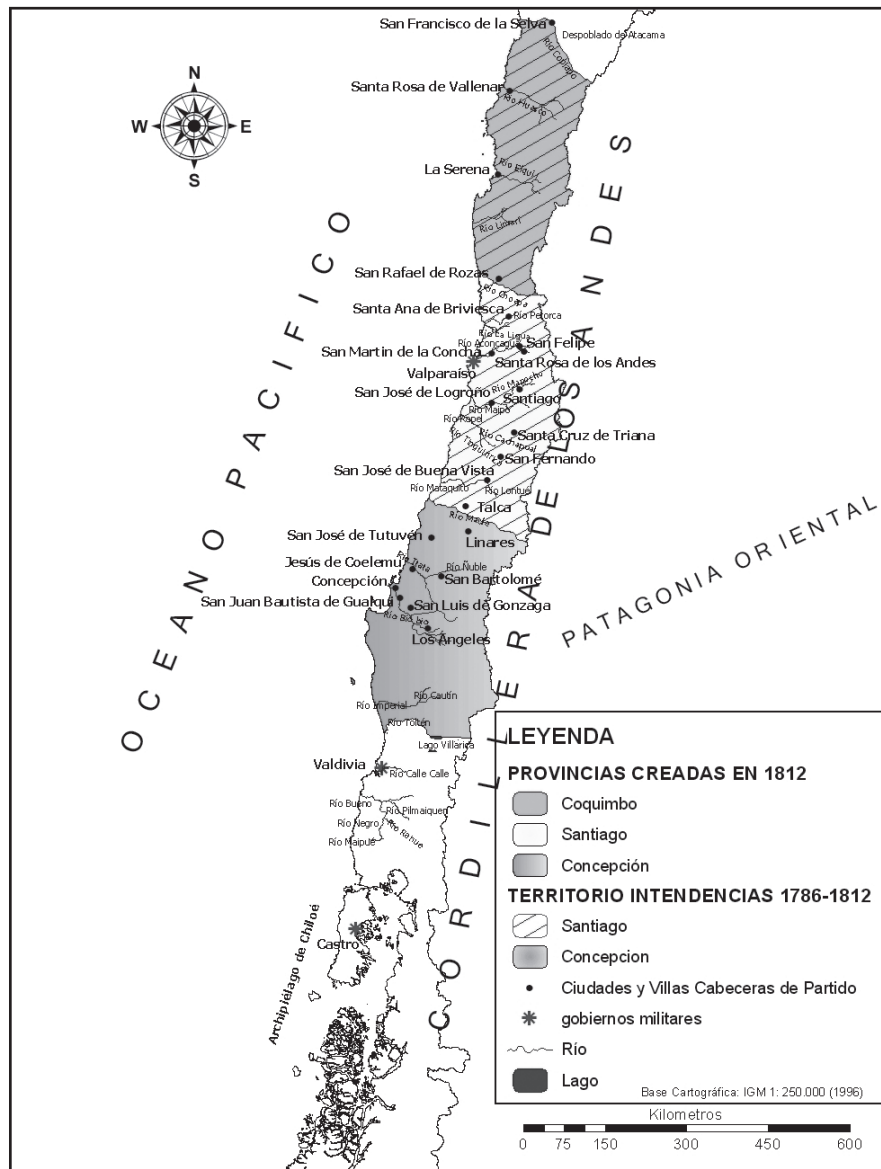 San Francisco de la Selva
Despoblado de Atacama
Río Copiapo
N
W E
S
Santa Rosa de Vallenar
Río Huasco
La Serena
Río Elqui
Río Limarí
San Rafael de Rozas
Río Choapa
Santa Ana de Briviesca
Río Petorca
Río La Ligua
Río Aconcagua
San Felipe
San Martin de la Concha
Santa Rosa de los Andes
Valparaíso
Río Mapocho
San José de Logroño
Santiago
Río Maipo
Río Rapel
Río Cachapoal
Santa Cruz de Triana
Río Tinguiririca
San Fernando
San José de Buena Vista
Río Mataquito
Río Lontué
Talca
Río Maule
San José de Tutuvén
Linares
Jesús de Coelemu
Río Itata
Río Ñuble
Concepción
San Bartolomé
San Juan Bautista de Gualqui
San Luis de Gonzaga
Río Bio bio
Los Ángeles
Río Cautín
Río Imperial
Río Toltén
Lago Villarica
Valdivia
Río Calle Calle
Río Bueno
Río Pilmaiquen
Río Negro
Río Rahue
Río Maipué
Castro
Archipiélago de Chiloé
OCEANO PACIFICO
CORDILLERA DE LOS ANDES
PATAGONIA ORIENTAL
LEYENDA
PROVINCIAS CREADAS EN 1812
Coquimbo
Santiago
Concepción
TERRITORIO INTENDENCIAS 1786-1812
Santiago
Concepcion
Ciudades y Villas Cabeceras de Partido
gobiernos militares
Río
Lago
Base Cartográfica: IGM 1: 250.000 (1996)
Kilometros
0 75 150 300 450 600